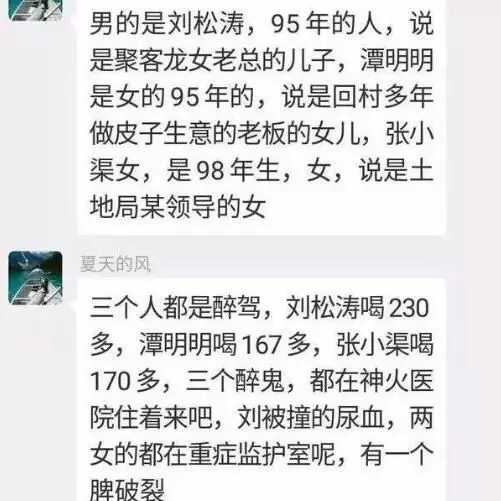 男的是刘松涛，95年的人，说
是聚客龙女老总的儿子，潭明明
是女的95年的，说是回村多年
做皮子生意的老板的女儿，张小
渠女，是98年生，女，说是土
地局某领导的女
夏天的风
三个人都是醉驾，刘松涛喝230
多，潭明明喝167多，张小渠喝
170多，三个醉鬼，都在神火医
院住着来吧，刘被撞的尿血，两
女的都在重症监护室呢，有一个
脾破裂